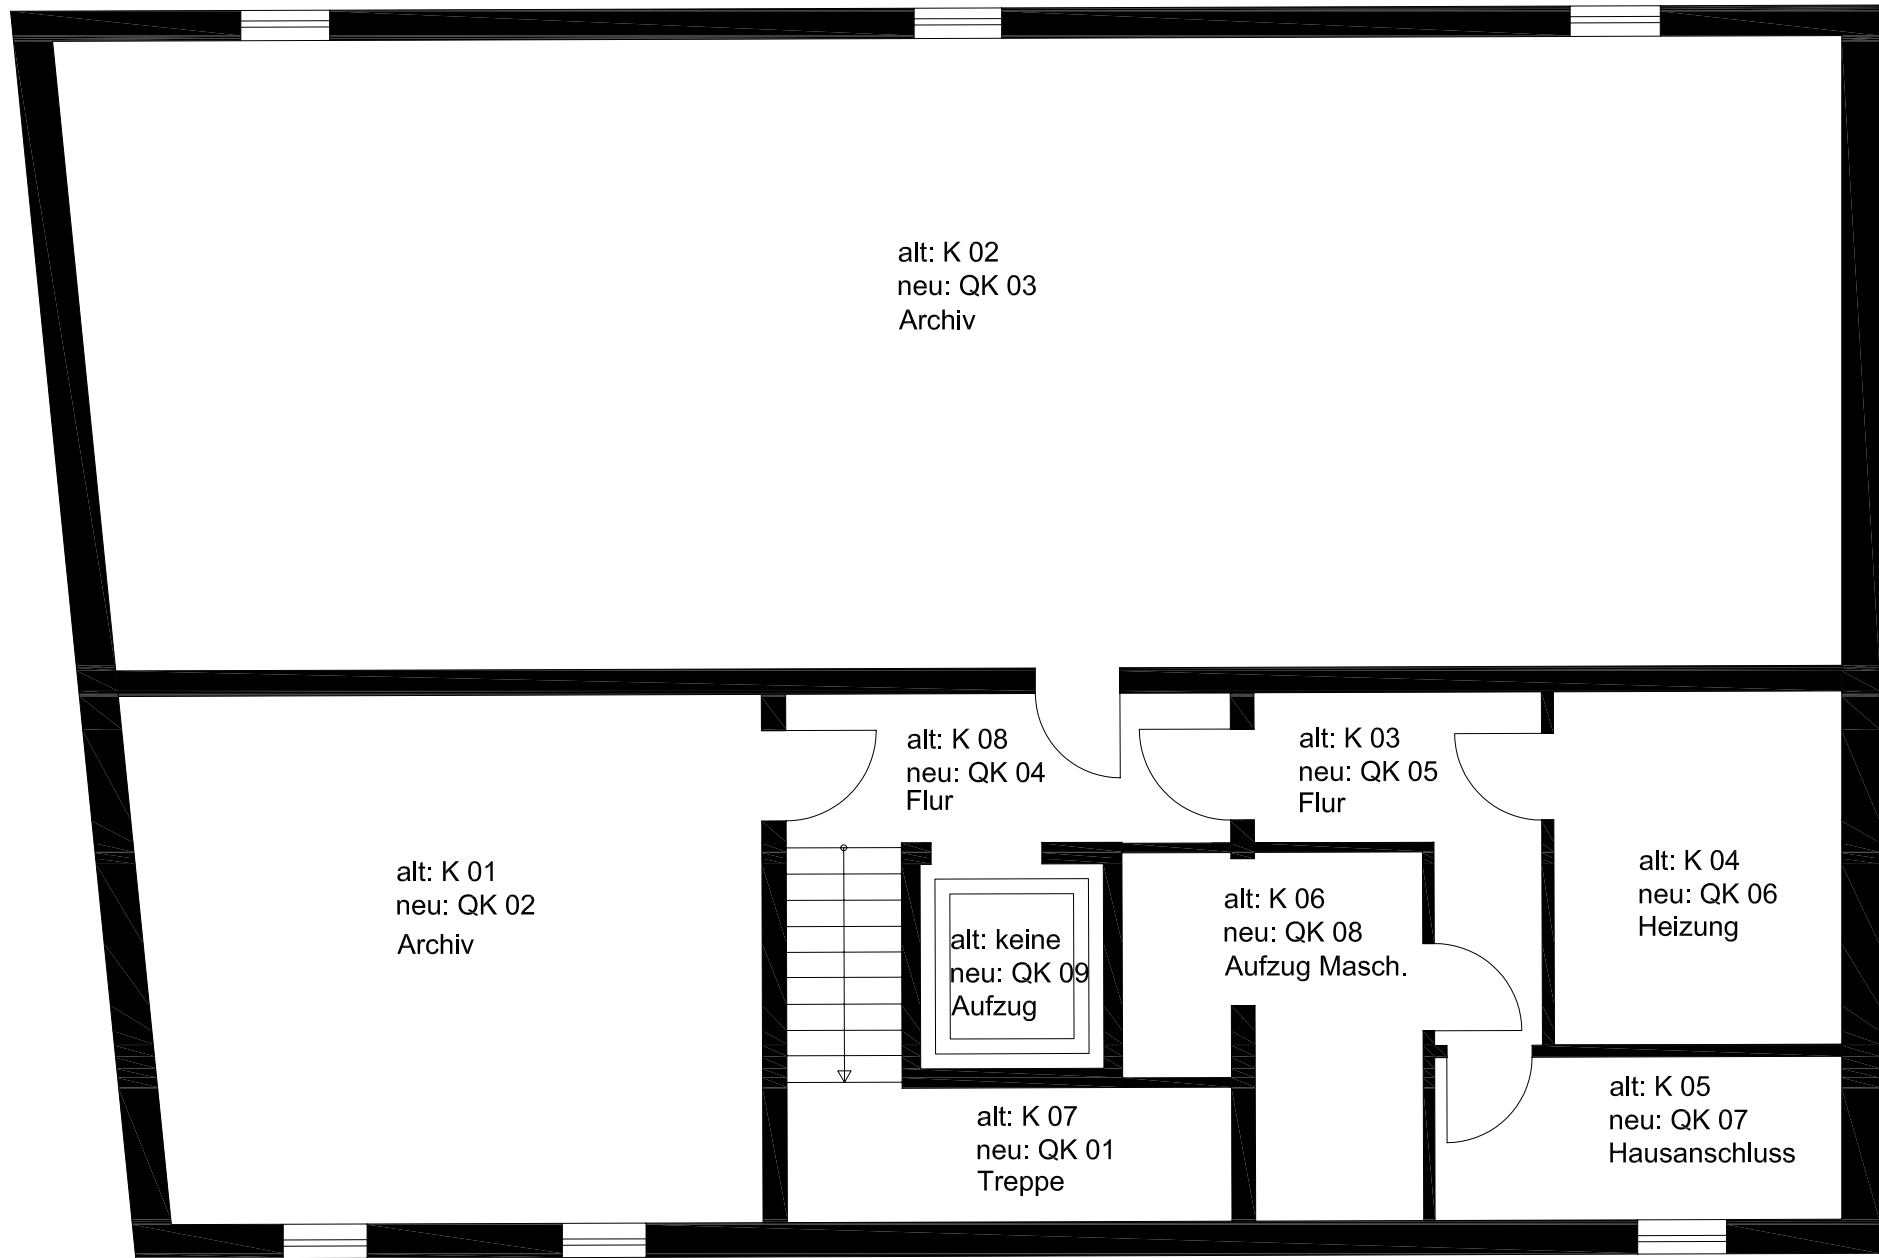 alt: K 02
neu: QK 03
Archiv
alt: K 08
neu: QK 04
Flur
alt: K 03
neu: QK 05
Flur
alt: K 01
neu: QK 02
Archiv
alt: keine
neu: QK 09
Aufzug
alt: K 06
neu: QK 08
Aufzug Masch.
alt: K 04
neu: QK 06
Heizung
alt: K 07
neu: QK 01
Treppe
alt: K 05
neu: QK 07
Hausanschluss